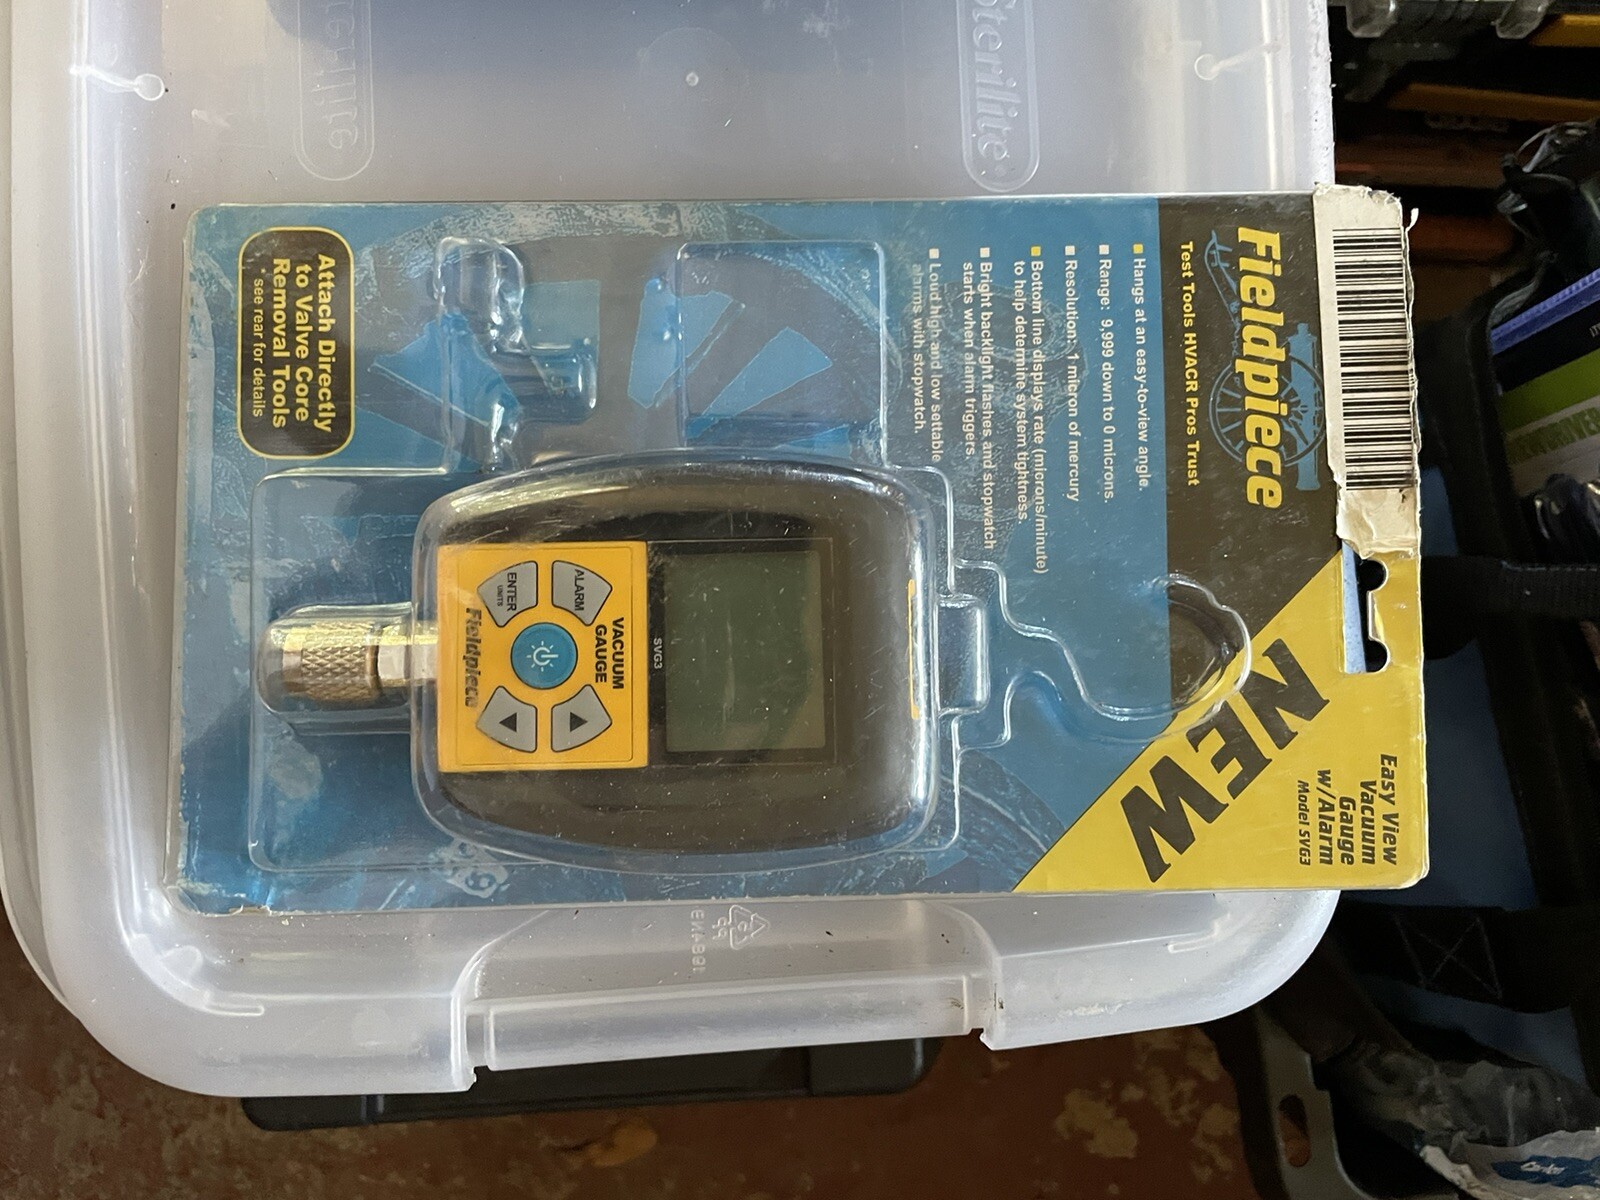 Fieldpiece
Test Tools HVACR Pros Trust
Easy View
Vacuum
Gauge
w/Alarm
Model SVG3
NEW
Hangs at an easy-to-view angle.
Range: 9,999 down to 0 microns.
Resolution: 1 micron of mercury
Bottom line displays rate (microns/minute)
to help determine system tightness.
Bright backlight flashes and stopwatch
starts when alarm triggers.
Loud high and low settable
alarms with stopwatch.
SVG3
VACUUM
GAUGE
ALARM
ENTER
UNITS
Fieldpiece
Attach Directly
to Valve Core
Removal Tools
*see rear for details
Sterilite
Sterilite
PP